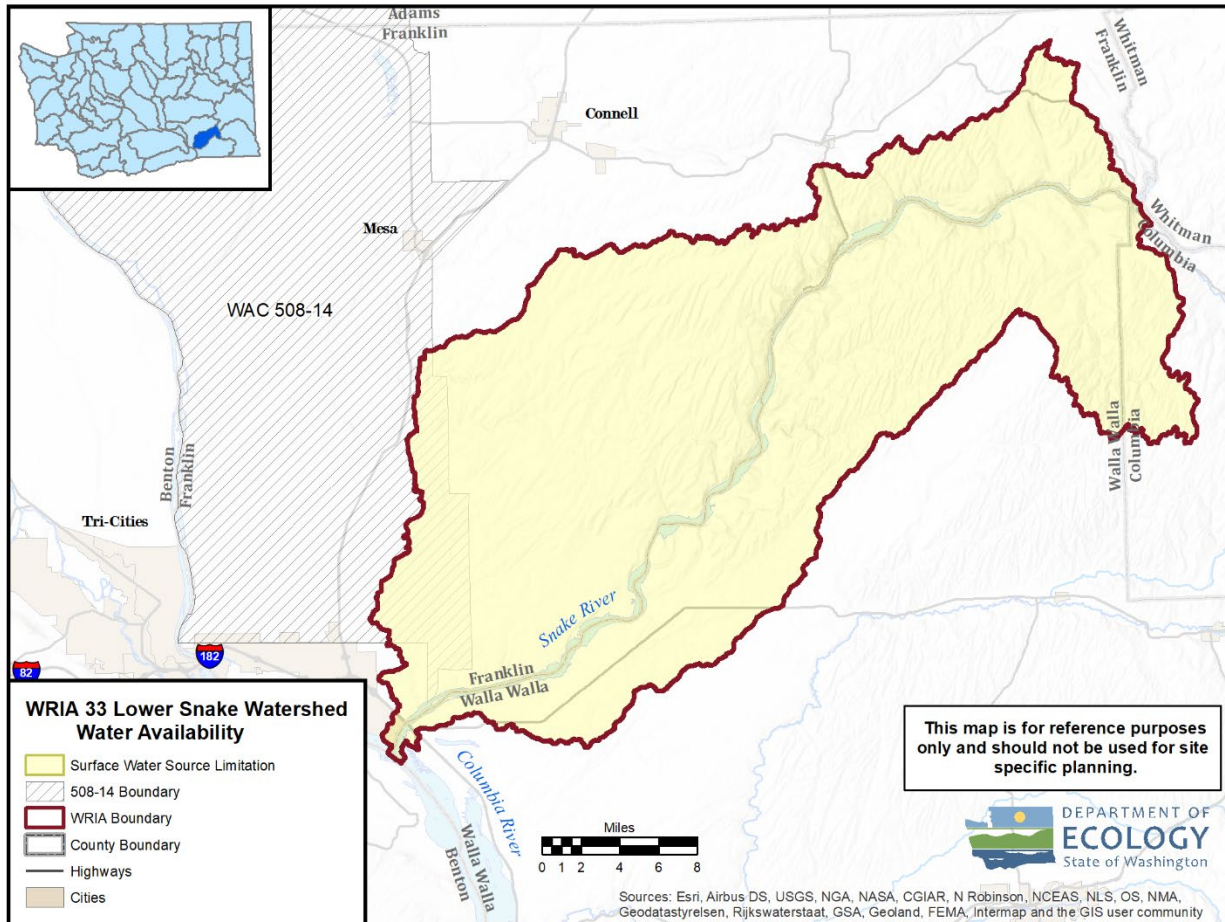 Adams
Franklin
Whitman
Franklin
Connell
Mesa
WAC 508-14
Whitman
Columbia
Benton
Franklin
Walla Walla
Columbia
Tri-Cities
Snake River
182
82
Franklin
Walla Walla
Columbia River
Walla Walla
Benton
WRIA 33 Lower Snake Watershed
Water Availability
Surface Water Source Limitation
508-14 Boundary
WRIA Boundary
County Boundary
Highways
Cities
Miles
0 1 2 4 6 8
This map is for reference purposes
only and should not be used for site
specific planning.
DEPARTMENT OF
ECOLOGY
State of Washington
Sources: Esri, Airbus DS, USGS, NGA, NASA, CGIAR, N Robinson, NCEAS, NLS, OS, NMA,
Geodatastyrelsen, Rijkswaterstaat, GSA, Geoland, FEMA, Intermap and the GIS user community